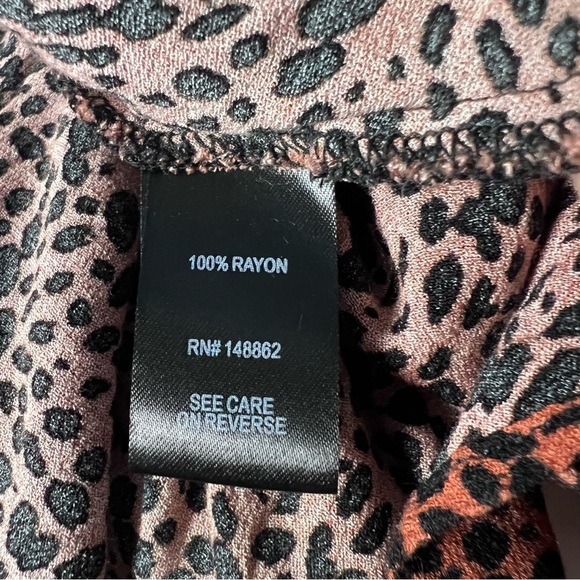 100% RAYON
RN# 148862
SEE CARE
ON REVERSE